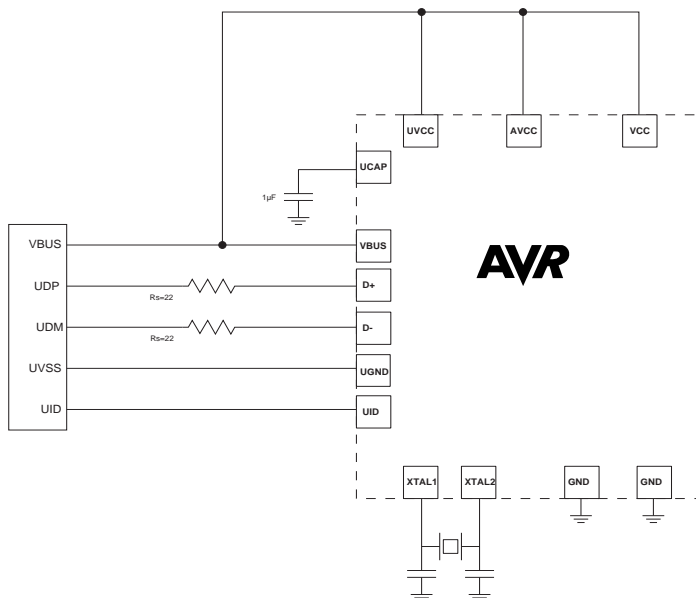 UVCC
AVCC
VCC
UCAP
1µF
VBUS
VBUS
UDP
Rs=22
D+
UDM
Rs=22
D-
UVSS
UGND
UID
UID
AVR
XTAL1
XTAL2
GND
GND